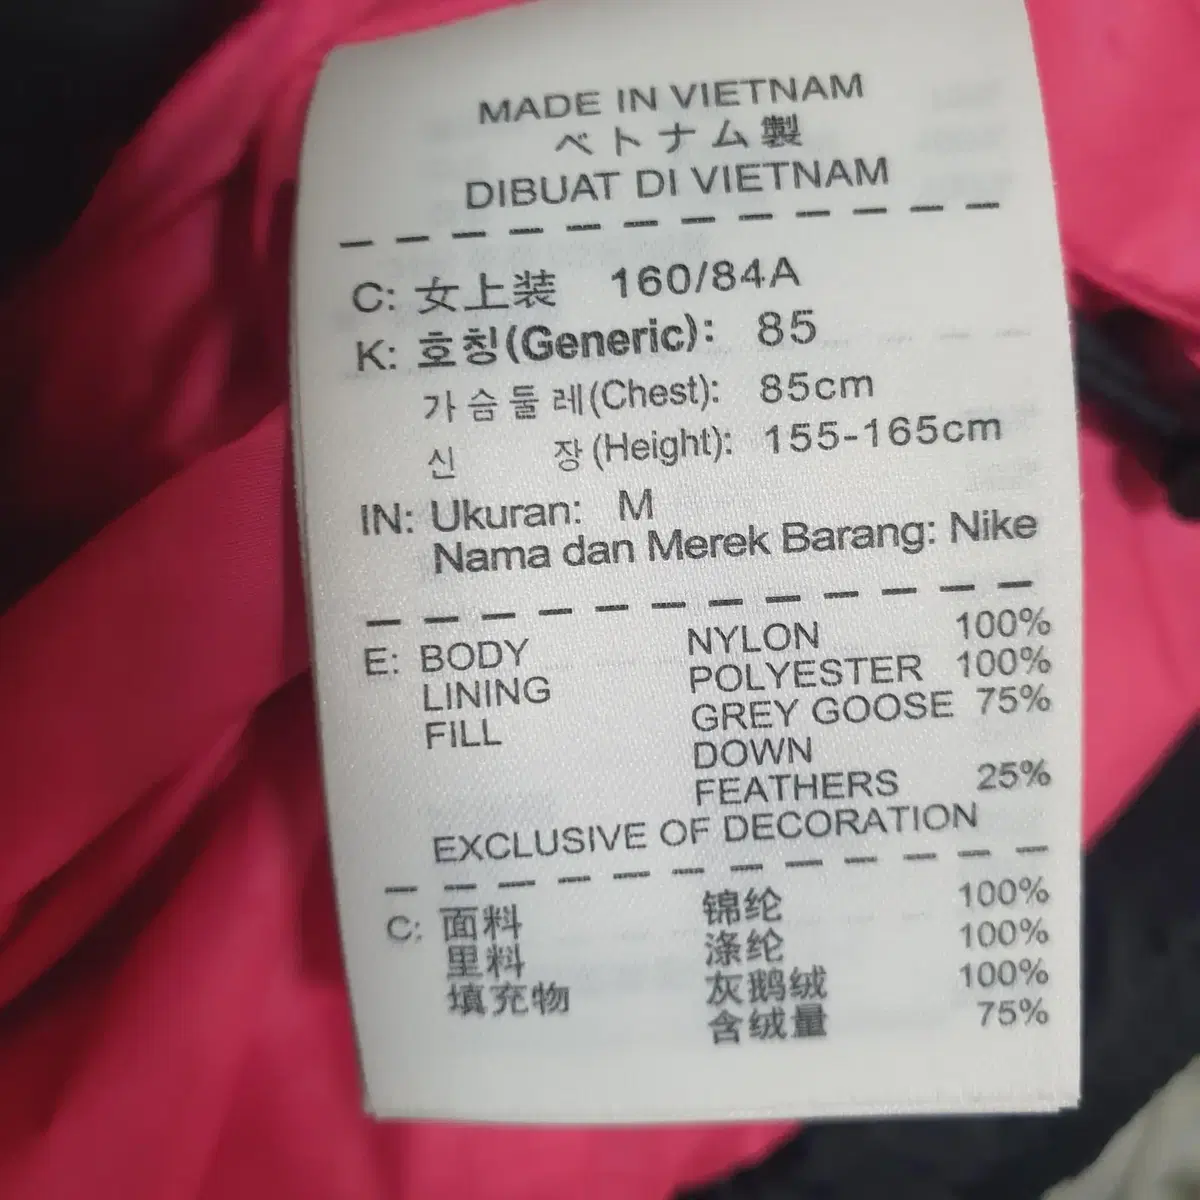 MADE IN VIETNAM
ベトナム製
DIBUAT DI VIETNAM
C: 女上装 160/84A
K: 호칭(Generic): 85
가슴둘레(Chest): 85cm
신 장(Height): 155-165cm
IN: Ukuran: M
Nama dan Merek Barang: Nike
E: BODY NYLON 100%
LINING POLYESTER 100%
FILL GREY GOOSE 75%
DOWN
FEATHERS 25%
EXCLUSIVE OF DECORATION
C: 面料 锦纶 100%
里料 涤纶 100%
填充物 灰鹅绒 100%
含绒量 75%